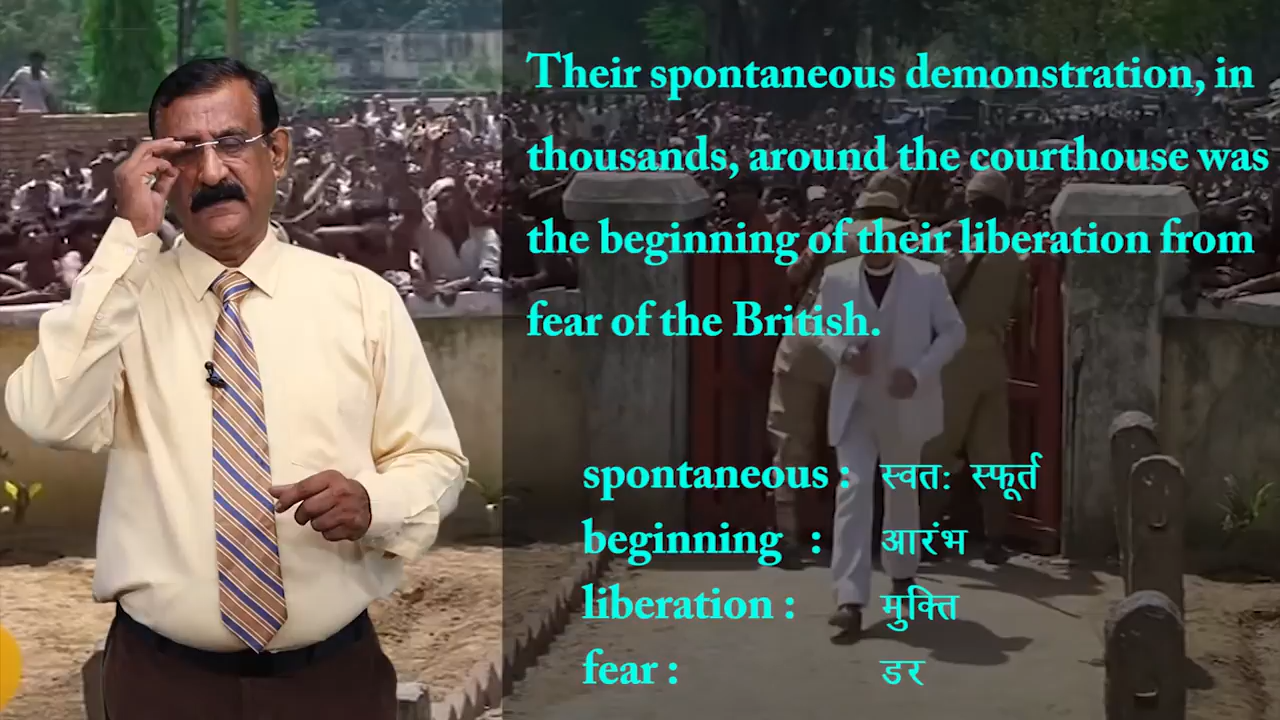 Their spontaneous demonstration, in
thousands, around the courthouse was
the beginning of their liberation from
fear of the British.
spontaneous : स्वतः स्फूर्त
beginning : आरंभ
liberation : मुक्ति
fear : डर